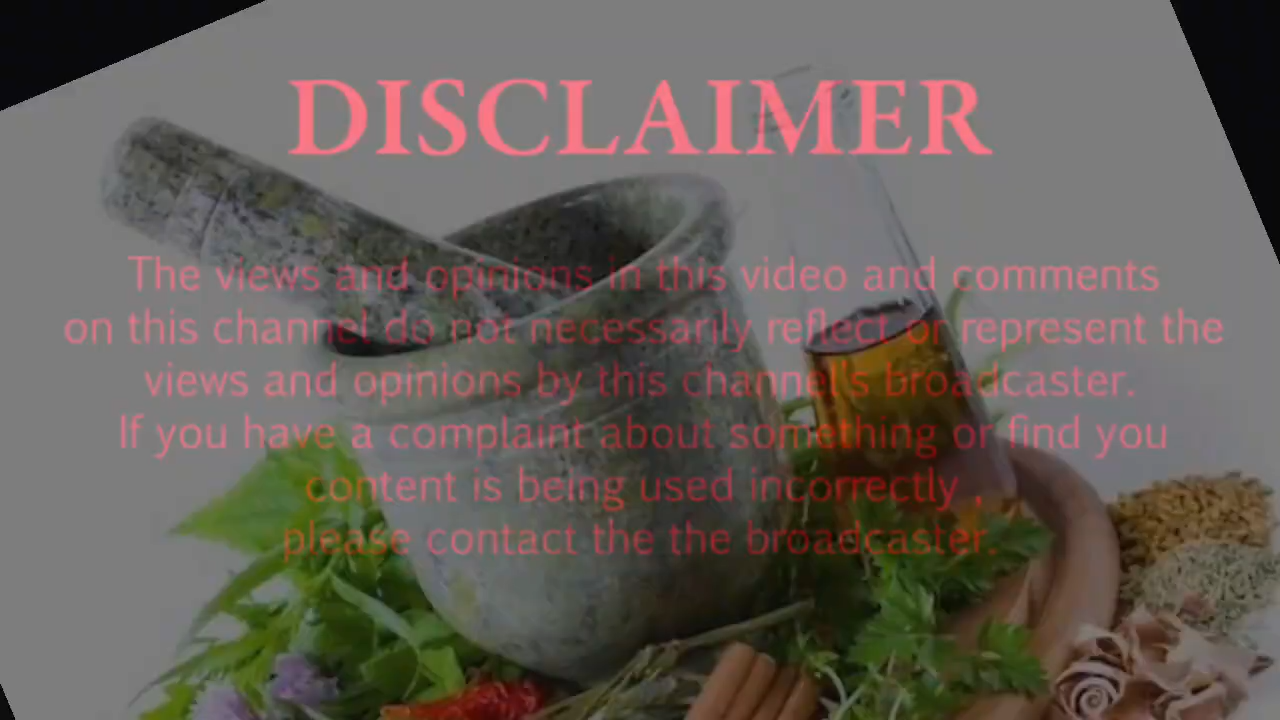 DISCLAIMER
The views and opinions in this video and comments
on this channel do not necessarily reflect or represent the
views and opinions by this channel's broadcaster.
If you have a complaint about something or find you
content is being used incorrectly ,
please contact the the broadcaster.